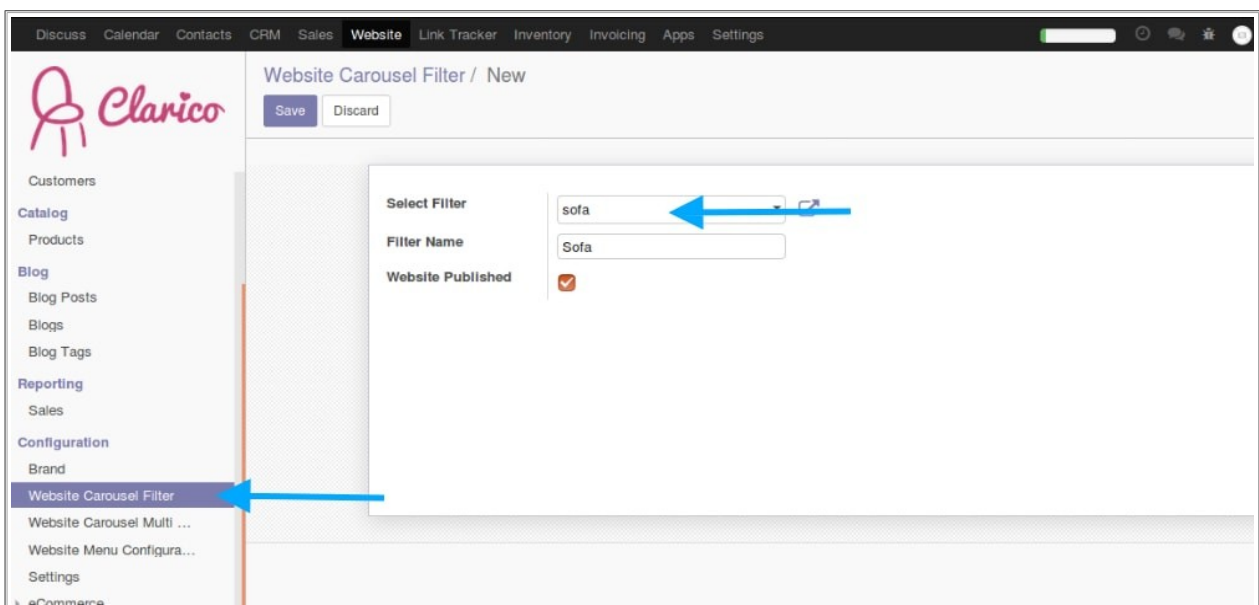 Discuss Calendar Contacts CRM Sales Website Link Tracker Inventory Invoicing Apps Settings
Clarico
Website Carousel Filter / New
Save Discard
Customers
Catalog
Products
Blog
Blog Posts
Blogs
Blog Tags
Reporting
Sales
Configuration
Brand
Website Carousel Filter
Website Carousel Multi ...
Website Menu Configura...
Settings
eCommerce
Select Filter sofa
Filter Name Sofa
Website Published